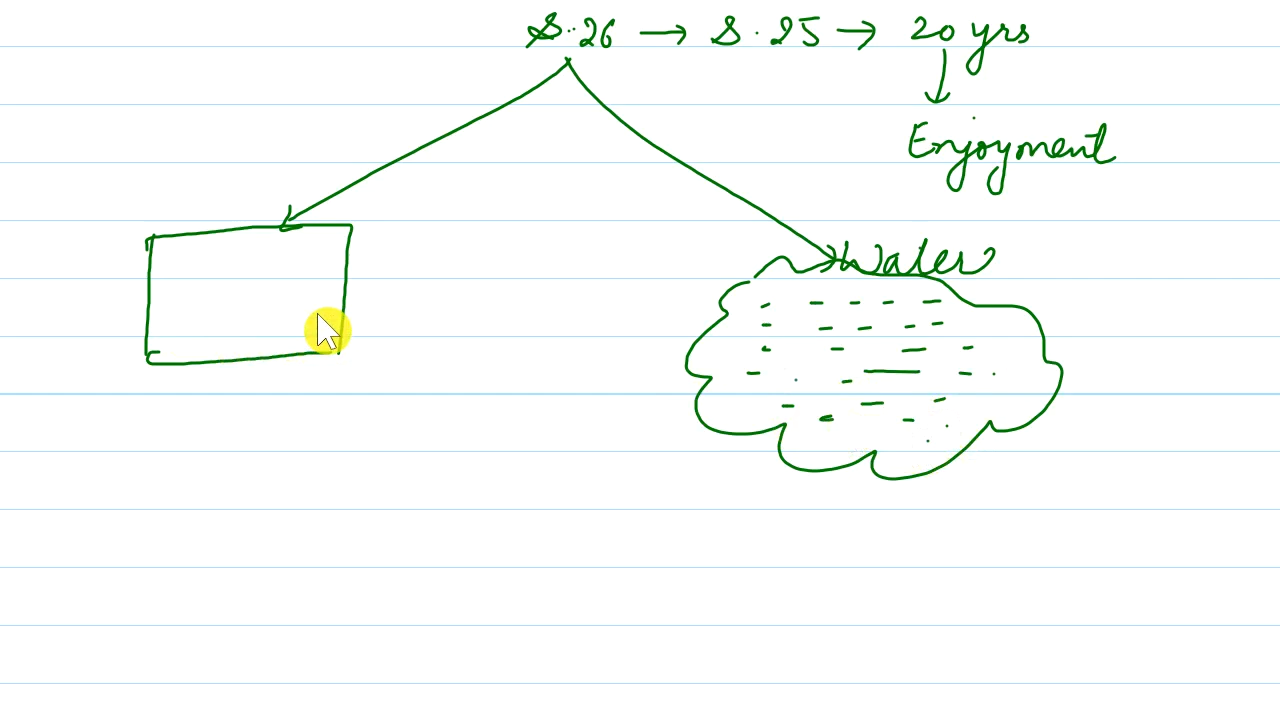 S. 26 → S. 25 → 20 yrs
Enjoyment
Water